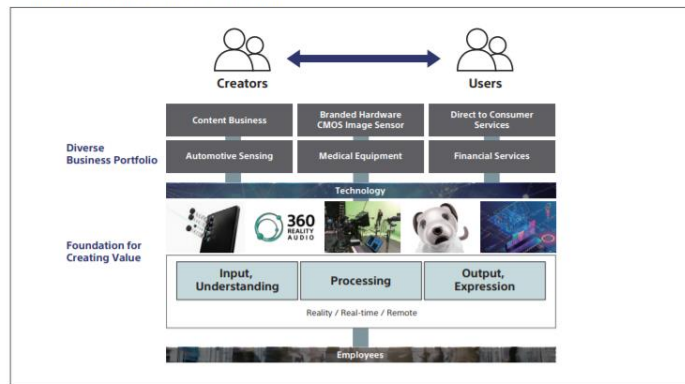 Creators
Users
Content Business
Branded Hardware
CMOS Image Sensor
Direct to Consumer
Services
Diverse
Business Portfolio
Automotive Sensing
Medical Equipment
Financial Services
Technology
360
REALITY
AUDIO
Foundation for
Creating Value
Input,
Understanding
Processing
Output,
Expression
Reality / Real-time / Remote
Employees